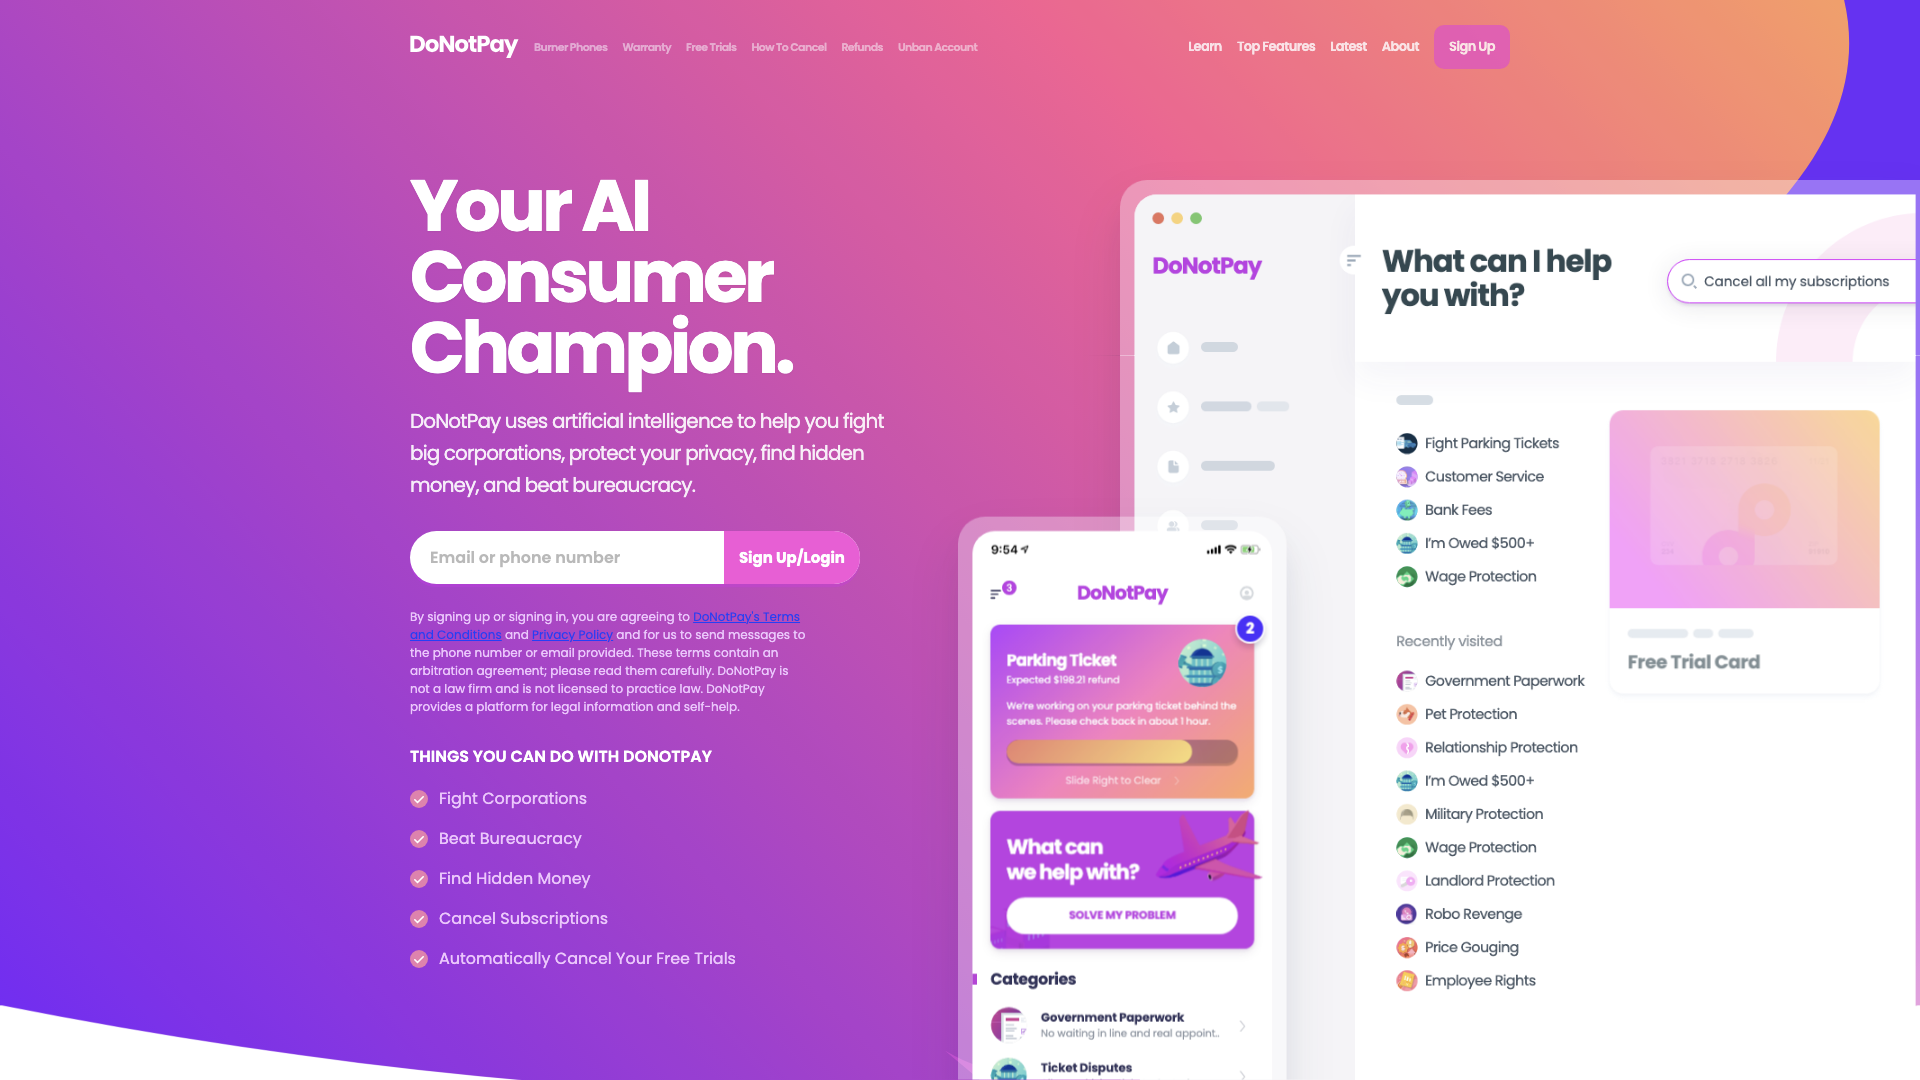 DoNotPay
Burner Phones
Warranty
Free Trials
How To Cancel
Refunds
Unban Account
Learn
Top Features
Latest
About
Sign Up
Your AI
Consumer
Champion.
DoNotPay uses artificial intelligence to help you fight
big corporations, protect your privacy, find hidden
money, and beat bureaucracy.
Email or phone number
Sign Up/Login
By signing up or signing in, you are agreeing to DoNotPay's Terms
and Conditions and Privacy Policy and for us to send messages to
the phone number or email provided. These terms contain an
arbitration agreement; please read them carefully. DoNotPay is
not a law firm and is not licensed to practice law. DoNotPay
provides a platform for legal information and self-help.
THINGS YOU CAN DO WITH DONOTPAY
Fight Corporations
Beat Bureaucracy
Find Hidden Money
Cancel Subscriptions
Automatically Cancel Your Free Trials
DoNotPay
What can I help
you with?
Cancel all my subscriptions
Fight Parking Tickets
Customer Service
Bank Fees
I'm Owed $500+
Wage Protection
Recently visited
Government Paperwork
Pet Protection
Relationship Protection
I'm Owed $500+
Military Protection
Wage Protection
Landlord Protection
Robo Revenge
Price Gouging
Employee Rights
Free Trial Card
9:54
3
DoNotPay
2
Parking Ticket
Expected $198.21 refund
We're working on your parking ticket behind the
scenes. Please check back in about 1 hour.
Slide Right to Clear
What can
we help with?
SOLVE MY PROBLEM
Categories
Government Paperwork
No waiting in line and real appoint..
Ticket Disputes